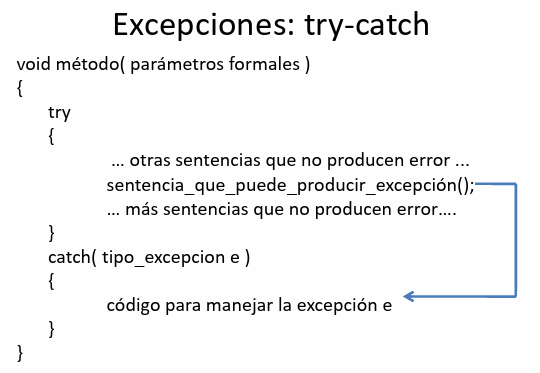 Excepciones: try-catch
void método( parámetros formales )
{
try
{
... otras sentencias que no producen error ...
sentencia_que_puede_producir_excepción();
... más sentencias que no producen error....
}
catch( tipo_excepcion e )
{
código para manejar la excepción e
}
}